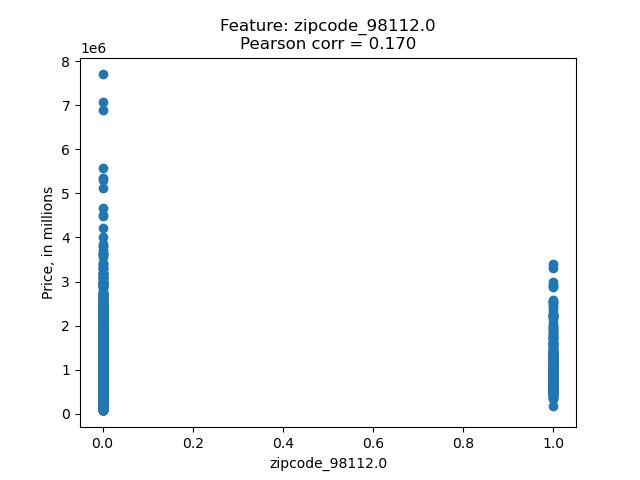 Feature: zipcode_98112.0
Pearson corr = 0.170
1e6
8
7
6
5
4
3
2
1
0
Price, in millions
0.0 0.2 0.4 0.6 0.8 1.0
zipcode_98112.0